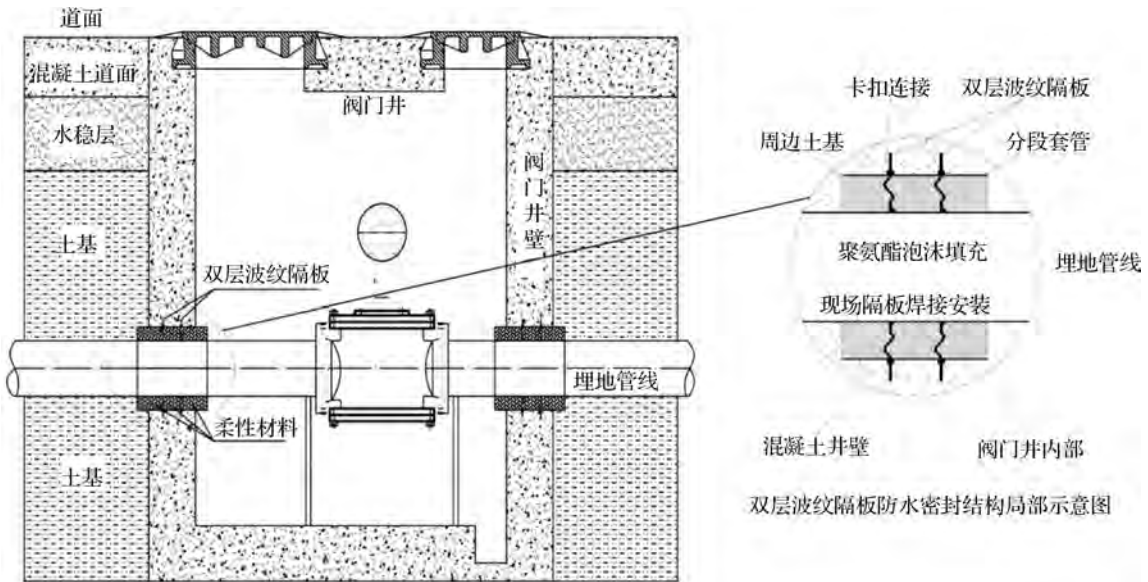 道面
混凝土道面
水稳层
土基
双层波纹隔板
柔性材料
土基
阀门井
阀门井壁
埋地管线
卡扣连接
双层波纹隔板
周边土基
分段套管
聚氨酯泡沫填充
埋地管线
现场隔板焊接安装
混凝土井壁
阀门井内部
双层波纹隔板防水密封结构局部示意图